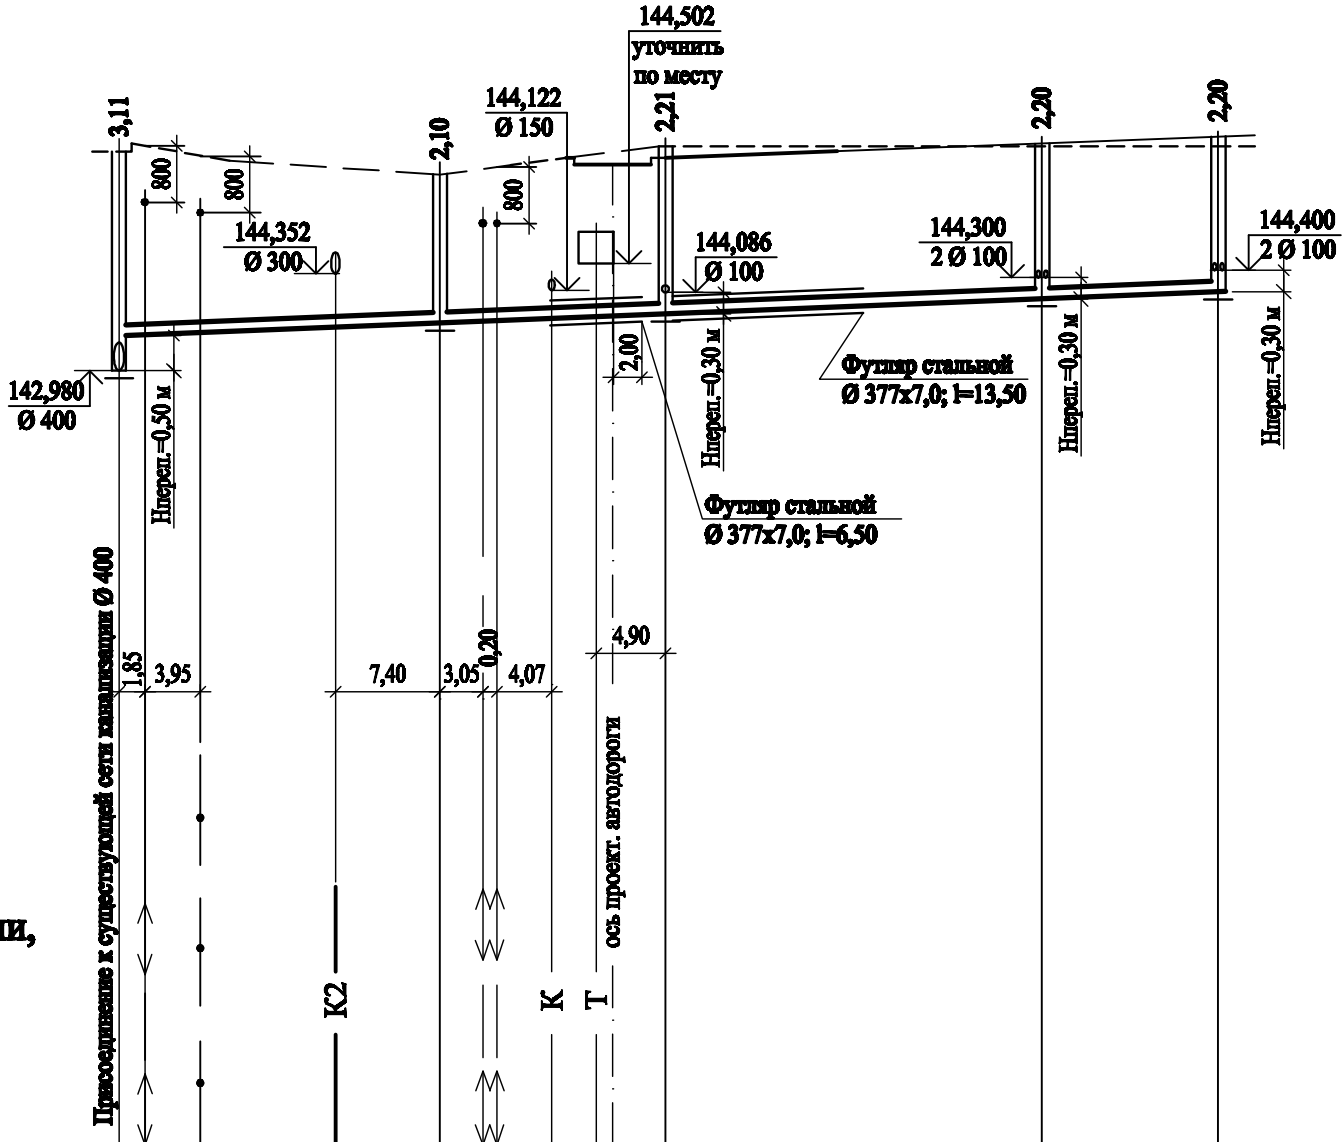 144,502
уточнить
по месту
3,11
2,10
144,122
Ø 150
2,21
2,20
2,20
800
800
800
144,352
Ø 300
144,086
Ø 100
144,300
2 Ø 100
144,400
2 Ø 100
142,980
Ø 400
Нпереп.=0,50 м
2,00
Нпереп.=0,30 м
Футляр стальной
Ø 377х7,0; l=13,50
Нпереп.=0,30 м
Нпереп.=0,30 м
Футляр стальной
Ø 377х7,0; l=6,50
Присоединение к существующей сети канализации Ø 400
1,85
3,95
7,40
3,05
0,20
4,07
4,90
ось проект. автодороги
К2
К
Т